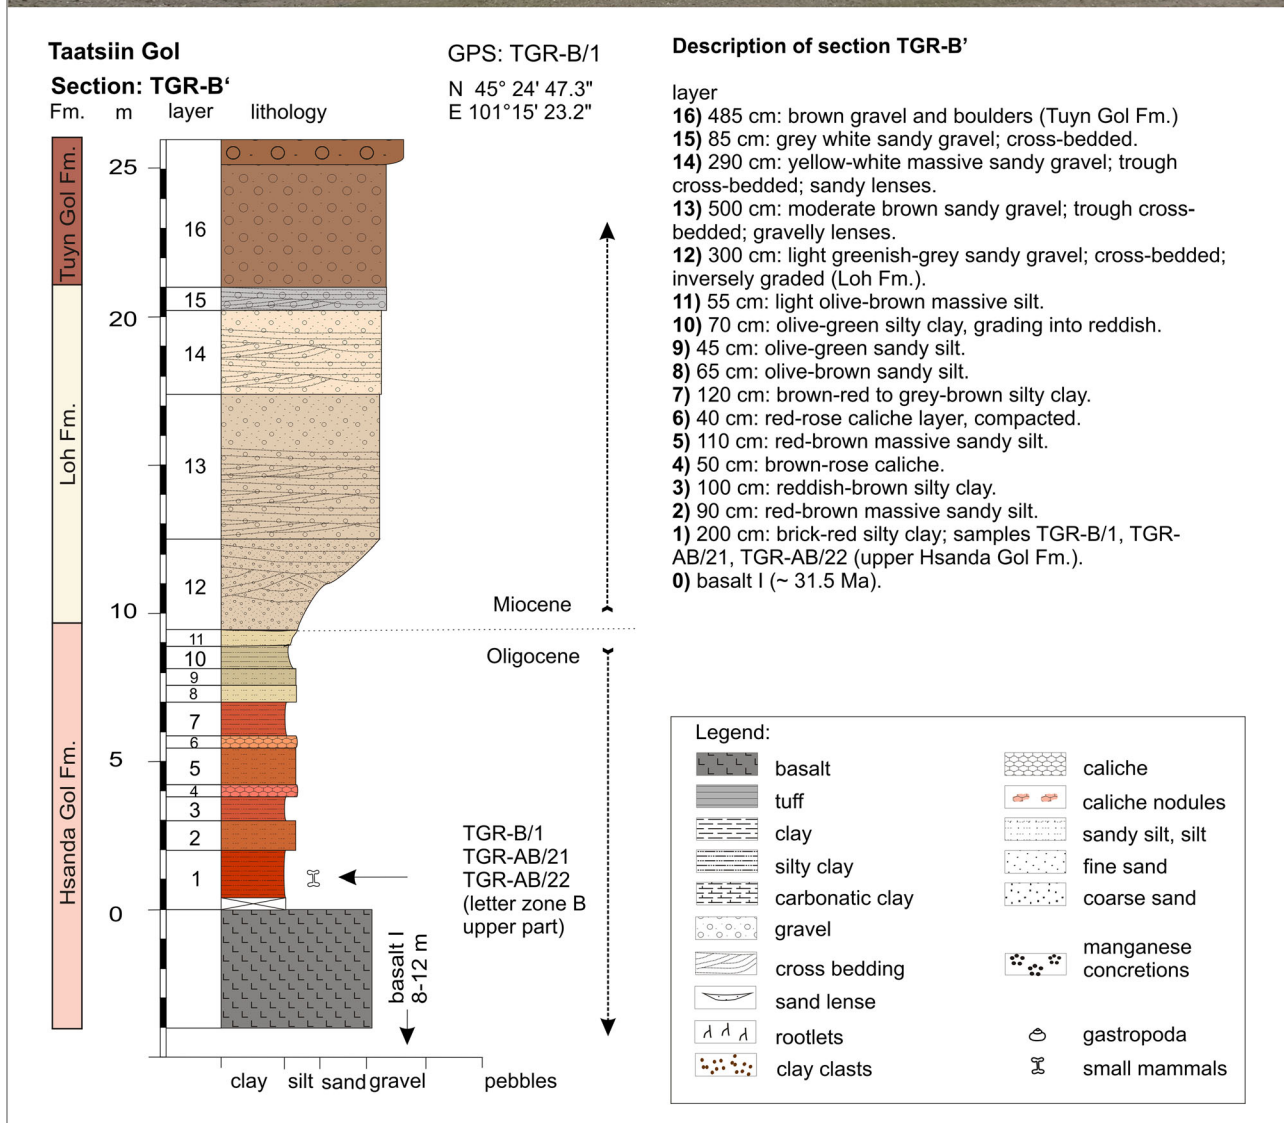 Taatsiin Gol
Section: TGR-B‘
Fm. m layer lithology
GPS: TGR-B/1
N 45° 24' 47.3"
E 101°15' 23.2"
Tuyn Gol Fm.
Loh Fm.
Hsanda Gol Fm.
25
20
10
5
0
16
15
14
13
12
11
10
9
8
7
6
5
4
3
2
1
Miocene
Oligocene
TGR-B/1
TGR-AB/21
TGR-AB/22
(letter zone B
upper part)
basalt I
8-12 m
clay silt sand gravel pebbles
Description of section TGR-B’
layer
16) 485 cm: brown gravel and boulders (Tuyn Gol Fm.)
15) 85 cm: grey white sandy gravel; cross-bedded.
14) 290 cm: yellow-white massive sandy gravel; trough
cross-bedded; sandy lenses.
13) 500 cm: moderate brown sandy gravel; trough cross-
bedded; gravelly lenses.
12) 300 cm: light greenish-grey sandy gravel; cross-bedded;
inversely graded (Loh Fm.).
11) 55 cm: light olive-brown massive silt.
10) 70 cm: olive-green silty clay, grading into reddish.
9) 45 cm: olive-green sandy silt.
8) 65 cm: olive-brown sandy silt.
7) 120 cm: brown-red to grey-brown silty clay.
6) 40 cm: red-rose caliche layer, compacted.
5) 110 cm: red-brown massive sandy silt.
4) 50 cm: brown-rose caliche.
3) 100 cm: reddish-brown silty clay.
2) 90 cm: red-brown massive sandy silt.
1) 200 cm: brick-red silty clay; samples TGR-B/1, TGR-
AB/21, TGR-AB/22 (upper Hsanda Gol Fm.).
0) basalt I (~ 31.5 Ma).
Legend:
basalt
tuff
clay
silty clay
carbonatic clay
gravel
cross bedding
sand lense
rootlets
clay clasts
caliche
caliche nodules
sandy silt, silt
fine sand
coarse sand
manganese
concretions
gastropoda
small mammals